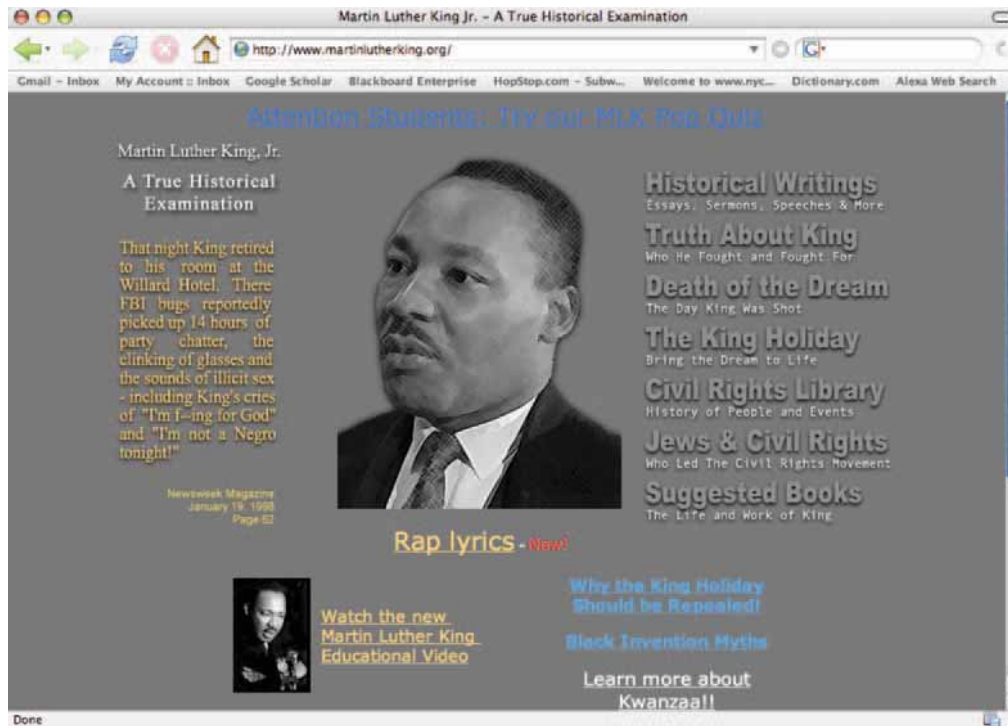 Martin Luther King Jr. – A True Historical Examination
http://www.martinlutherking.org/
G
Gmail – Inbox My Account :: Inbox Google Scholar Blackboard Enterprise HopStop.com – Subw... Welcome to www.nyc... Dictionary.com Alexa Web Search
Attention Students: Try our MLK Pop Quiz
Martin Luther King, Jr.
A True Historical
Examination
That night King retired
to his room at the
Willard Hotel. There
FBI bugs reportedly
picked up 14 hours of
party chatter, the
clinking of glasses and
the sounds of illicit sex
- including King's cries
of "I'm f--ing for God"
and "I'm not a Negro
tonight!"
Newsweek Magazine
January 19, 1998
Page 62
Historical Writings
Essays, Sermons, Speeches & More
Truth About King
Who He Fought and Fought For
Death of the Dream
The Day King Was Shot
The King Holiday
Bring the Dream to Life
Civil Rights Library
History of People and Events
Jews & Civil Rights
Who Led The Civil Rights Movement
Suggested Books
The Life and Work of King
Rap lyrics - New!
Watch the new
Martin Luther King
Educational Video
Why the King Holiday
Should be Repealed!
Black Invention Myths
Learn more about
Kwanzaa!!
Done